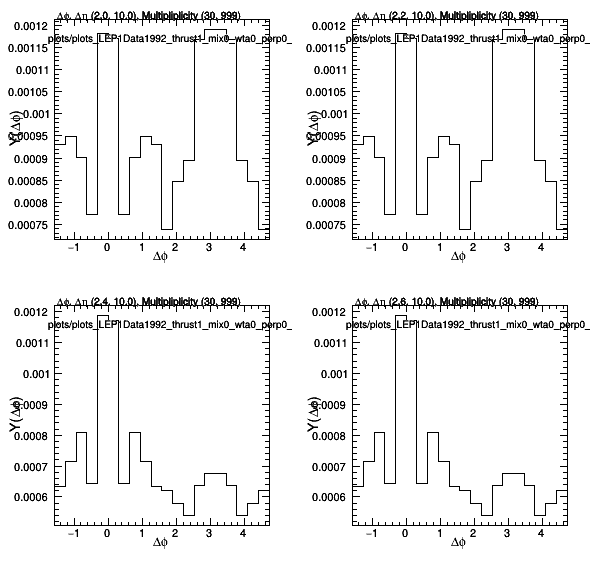 Δϕ, Δη (2.0, 10.0), Multipliplicity (30, 999)
plots/plots_LEP1Data1992_thrust1_mix0_wta0_perp0_
Y(Δϕ)
0.0012
0.00115
0.0011
0.00105
0.001
0.00095
0.0009
0.00085
0.0008
0.00075
−1 0 1 2 3 4
Δϕ
Δϕ, Δη (2.2, 10.0), Multipliplicity (30, 999)
plots/plots_LEP1Data1992_thrust1_mix0_wta0_perp0_
Y(Δϕ)
0.0012
0.00115
0.0011
0.00105
0.001
0.00095
0.0009
0.00085
0.0008
0.00075
−1 0 1 2 3 4
Δϕ
Δϕ, Δη (2.4, 10.0), Multipliplicity (30, 999)
plots/plots_LEP1Data1992_thrust1_mix0_wta0_perp0_
Y(Δϕ)
0.0012
0.0011
0.001
0.0009
0.0008
0.0007
0.0006
−1 0 1 2 3 4
Δϕ
Δϕ, Δη (2.6, 10.0), Multipliplicity (30, 999)
plots/plots_LEP1Data1992_thrust1_mix0_wta0_perp0_
Y(Δϕ)
0.0012
0.0011
0.001
0.0009
0.0008
0.0007
0.0006
−1 0 1 2 3 4
Δϕ